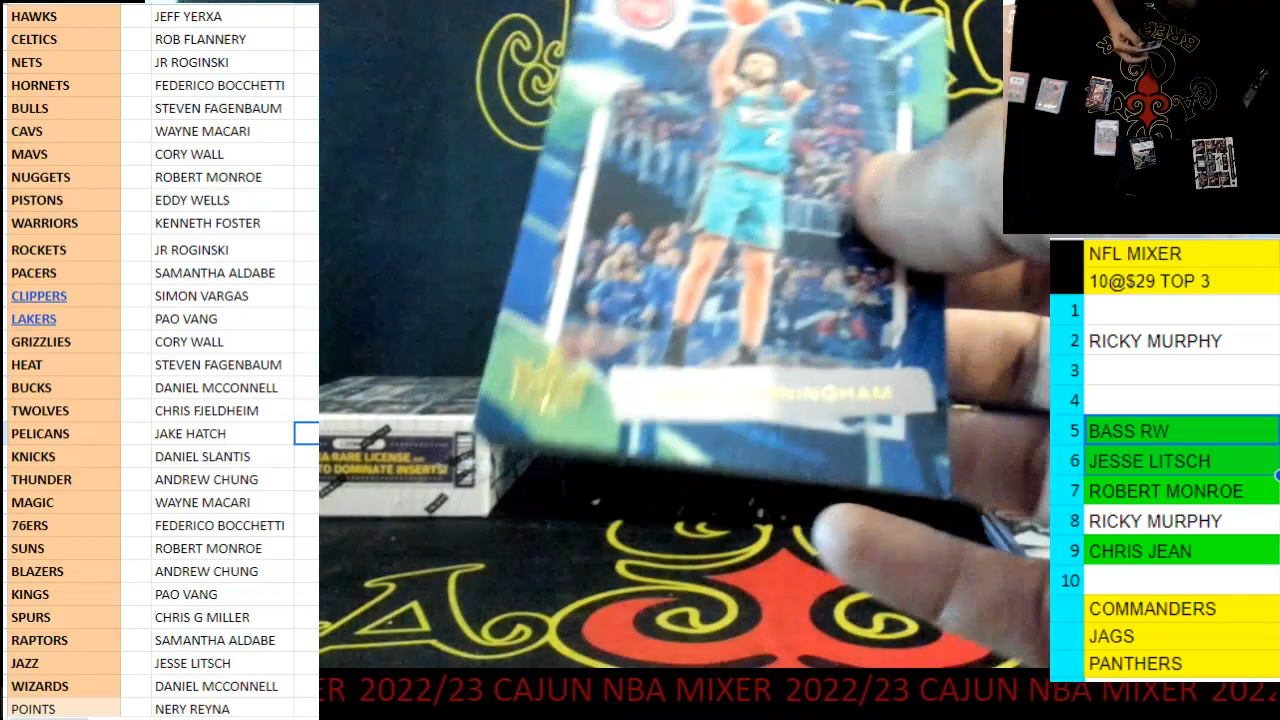 HAWKS JEFF YERXA
CELTICS ROB FLANNERY
NETS JR ROGINSKI
HORNETS FEDERICO BOCCHETTI
BULLS STEVEN FAGENBAUM
CAVS WAYNE MACARI
MAVS CORY WALL
NUGGETS ROBERT MONROE
PISTONS EDDY WELLS
WARRIORS KENNETH FOSTER
ROCKETS JR ROGINSKI
PACERS SAMANTHA ALDABE
CLIPPERS SIMON VARGAS
LAKERS PAO VANG
GRIZZLIES CORY WALL
HEAT STEVEN FAGENBAUM
BUCKS DANIEL MCCONNELL
TWOLVES CHRIS FJELDHEIM
PELICANS JAKE HATCH
KNICKS DANIEL SLANTIS
THUNDER ANDREW CHUNG
MAGIC WAYNE MACARI
76ERS FEDERICO BOCCHETTI
SUNS ROBERT MONROE
BLAZERS ANDREW CHUNG
KINGS PAO VANG
SPURS CHRIS G MILLER
RAPTORS SAMANTHA ALDABE
JAZZ JESSE LITSCH
WIZARDS DANIEL MCCONNELL
POINTS NERY REYNA
A RARE LICENSE
TO DOMINATE INSERTS!
NFL MIXER
10@$29 TOP 3
1
2 RICKY MURPHY
3
4
5 BASS RW
6 JESSE LITSCH
7 ROBERT MONROE
8 RICKY MURPHY
9 CHRIS JEAN
10
COMMANDERS
JAGS
PANTHERS
ER 2022/23 CAJUN NBA MIXER 2022/23 CAJUN NBA MIXER 2022